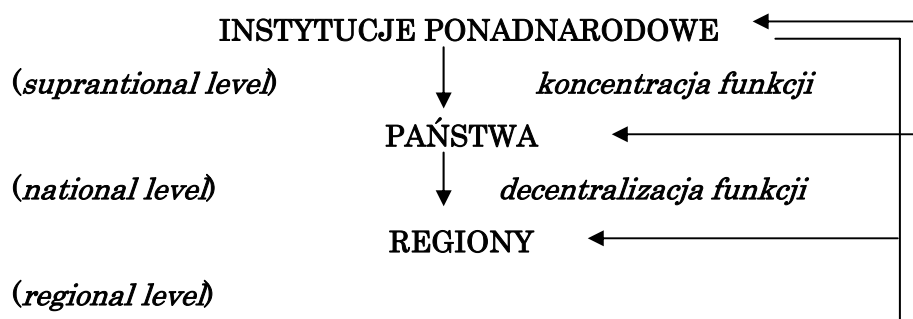 INSTYTUCJE PONADNARODOWE
(suprantional level) koncentracja funkcji
PAŃSTWA
(national level) decentralizacja funkcji
REGIONY
(regional level)